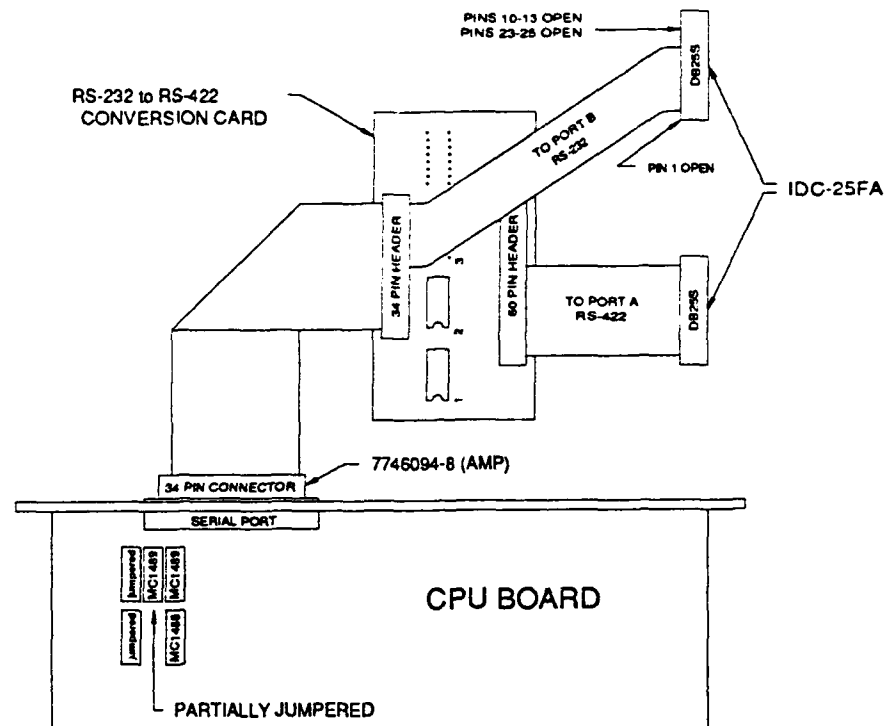 PINS 10-13 OPEN
PINS 23-25 OPEN
DB25S
RS-232 to RS-422
CONVERSION CARD
TO PORT B
RS-232
PIN 1 OPEN
IDC-25FA
34 PIN HEADER
60 PIN HEADER
3
2
1
TO PORT A
RS-422
DB25S
7746094-8 (AMP)
34 PIN CONNECTOR
SERIAL PORT
jumpered
MC1489
MC1489
jumpered
MC1488
CPU BOARD
PARTIALLY JUMPERED